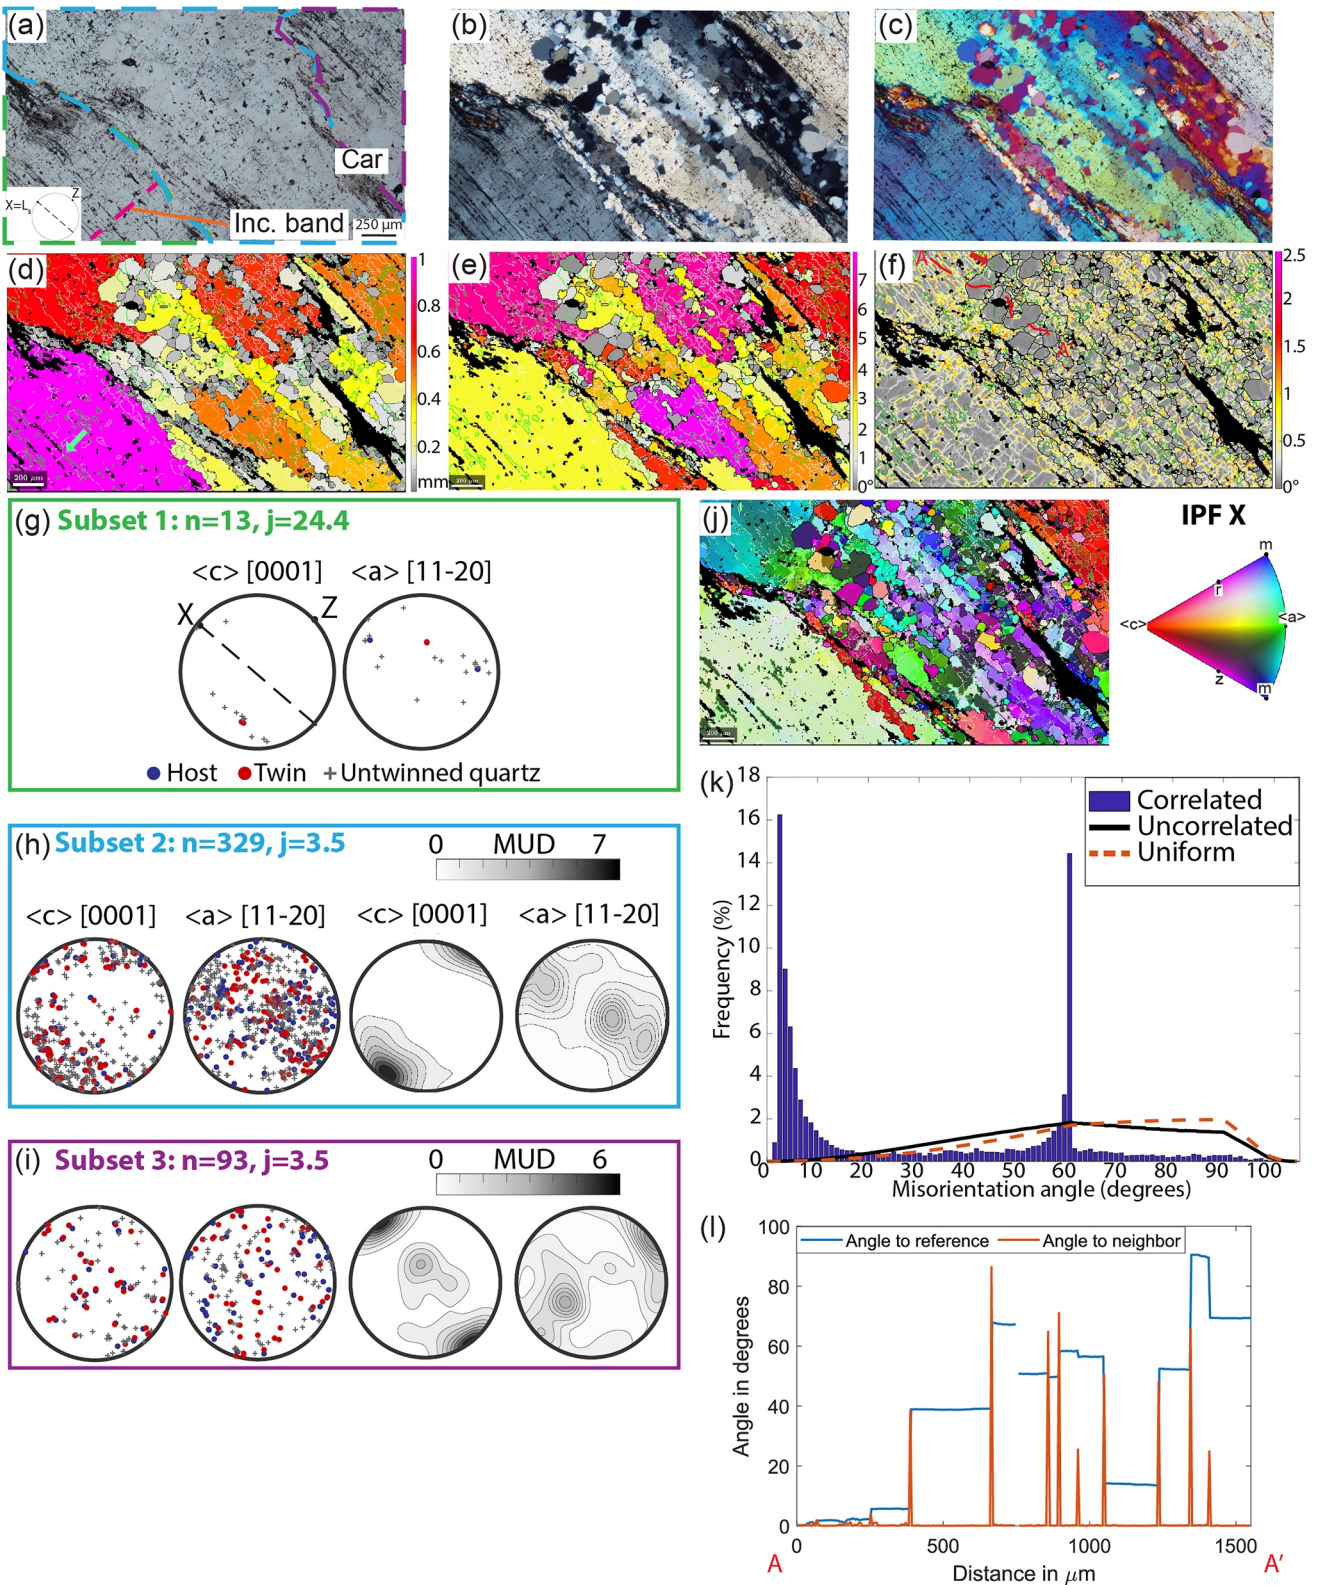 (a)
Car
Z
X=Ls
Inc. band
250 µm
(b)
(c)
(d)
1
0.8
0.6
0.4
0.2
mm
200 µm
(e)
7
6
5
4
3
2
1
0°
200 µm
(f)
A
A'
2.5
2
1.5
1
0.5
0°
(g) Subset 1: n=13, j=24.4
<c> [0001] <a> [11-20]
X Z
Host Twin Untwinned quartz
(h) Subset 2: n=329, j=3.5
0 MUD 7
<c> [0001] <a> [11-20] <c> [0001] <a> [11-20]
(i) Subset 3: n=93, j=3.5
0 MUD 6
(j)
200 µm
IPF X
m
r
<c> <a>
z
m
(k)
Correlated
Uncorrelated
Uniform
18
16
14
12
10
8
6
4
2
0
Frequency (%)
0 10 20 30 40 50 60 70 80 90 100
Misorientation angle (degrees)
(l)
Angle to reference Angle to neighbor
100
80
60
40
20
0
Angle in degrees
0 500 1000 1500
A Distance in µm A'